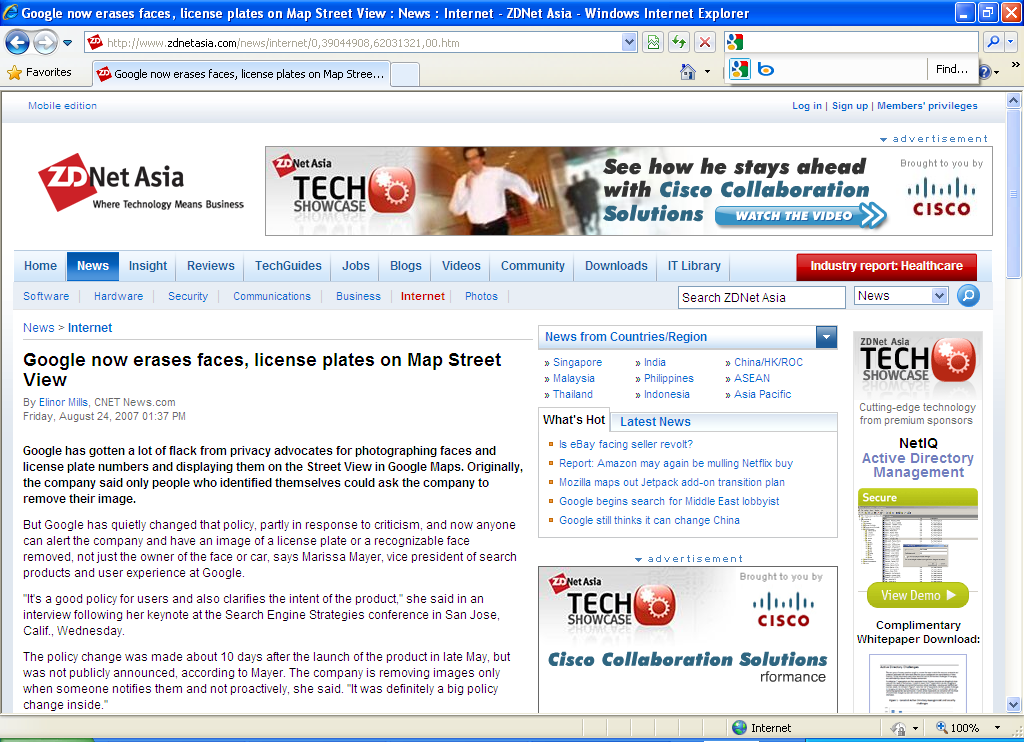 Google now erases faces, license plates on Map Street View : News : Internet - ZDNet Asia - Windows Internet Explorer
http://www.zdnetasia.com/news/internet/0,39044908,62031321,00.htm
Favorites
Google now erases faces, license plates on Map Stree...
Find...
Mobile edition
Log in | Sign up | Members' privileges
advertisement
ZDNet Asia
Where Technology Means Business
ZDNet Asia
TECH
SHOWCASE
See how he stays ahead
with Cisco Collaboration
Solutions
WATCH THE VIDEO
Brought to you by
CISCO
Home
News
Insight
Reviews
TechGuides
Jobs
Blogs
Videos
Community
Downloads
IT Library
Industry report: Healthcare
Software
Hardware
Security
Communications
Business
Internet
Photos
Search ZDNet Asia
News
News > Internet
Google now erases faces, license plates on Map Street
View
By Elinor Mills, CNET News.com
Friday, August 24, 2007 01:37 PM
Google has gotten a lot of flack from privacy advocates for photographing faces and
license plate numbers and displaying them on the Street View in Google Maps. Originally,
the company said only people who identified themselves could ask the company to
remove their image.
But Google has quietly changed that policy, partly in response to criticism, and now anyone
can alert the company and have an image of a license plate or a recognizable face
removed, not just the owner of the face or car, says Marissa Mayer, vice president of search
products and user experience at Google.
"It's a good policy for users and also clarifies the intent of the product," she said in an
interview following her keynote at the Search Engine Strategies conference in San Jose,
Calif., Wednesday.
The policy change was made about 10 days after the launch of the product in late May, but
was not publicly announced, according to Mayer. The company is removing images only
when someone notifies them and not proactively, she said. "It was definitely a big policy
change inside."
News from Countries/Region
» Singapore
» India
» China/HK/ROC
» Malaysia
» Philippines
» ASEAN
» Thailand
» Indonesia
» Asia Pacific
What's Hot
Latest News
Is eBay facing seller revolt?
Report: Amazon may again be mulling Netflix buy
Mozilla maps out Jetpack add-on transition plan
Google begins search for Middle East lobbyist
Google still thinks it can change China
advertisement
ZDNet Asia
TECH
SHOWCASE
Brought to you by
CISCO
Cisco Collaboration Solutions
rformance
ZDNet Asia
TECH
SHOWCASE
Cutting-edge technology
from premium sponsors
NetIQ
Active Directory
Management
Secure
View Demo
Complimentary
Whitepaper Download:
Internet
100%